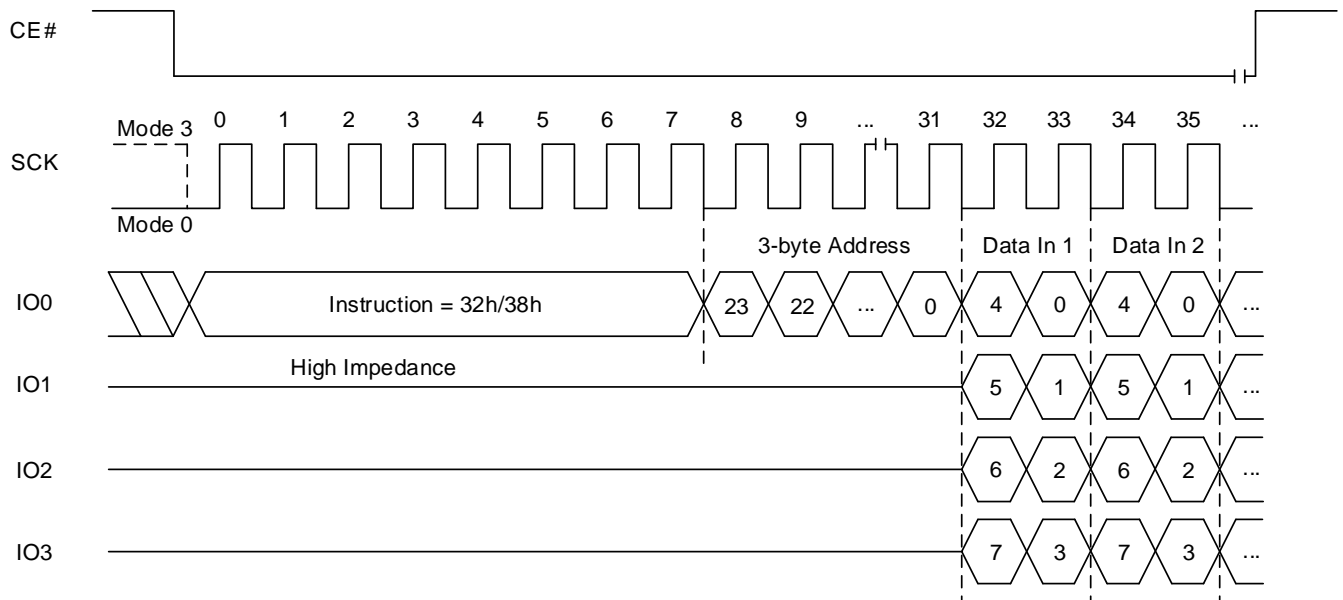 CE#
Mode 3 0 1 2 3 4 5 6 7 8 9 ... 31 32 33 34 35 ...
SCK
Mode 0
3-byte Address Data In 1 Data In 2
IO0 Instruction = 32h/38h 23 22 ... 0 4 0 4 0 ...
High Impedance
IO1 5 1 5 1 ...
IO2 6 2 6 2 ...
IO3 7 3 7 3 ...